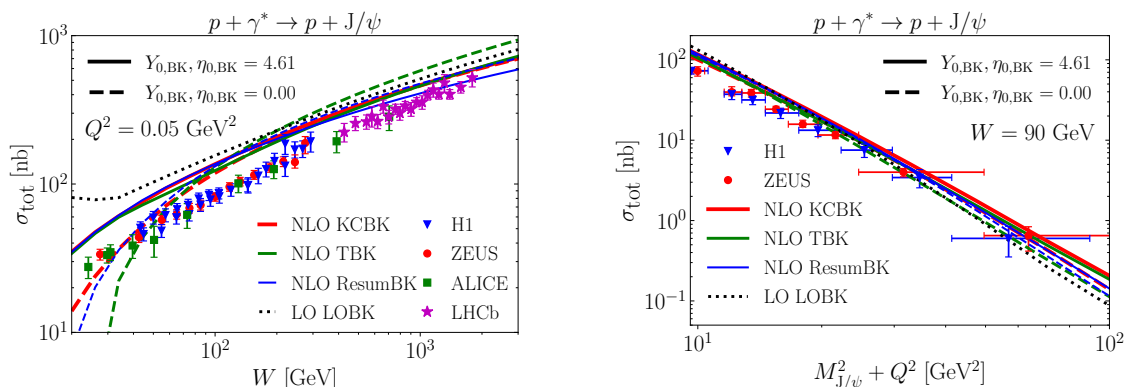 p + γ* → p + J/ψ
Y₀,BK, η₀,BK = 4.61
Y₀,BK, η₀,BK = 0.00
Q² = 0.05 GeV²
NLO KCBK
NLO TBK
NLO ResumBK
LO LOBK
H1
ZEUS
ALICE
LHCb
σtot [nb]
10³
10²
10¹
10²
10³
W [GeV]
p + γ* → p + J/ψ
Y₀,BK, η₀,BK = 4.61
Y₀,BK, η₀,BK = 0.00
W = 90 GeV
H1
ZEUS
NLO KCBK
NLO TBK
NLO ResumBK
LO LOBK
σtot [nb]
10²
10¹
10⁰
10⁻¹
10¹
10²
M²J/ψ + Q² [GeV²]